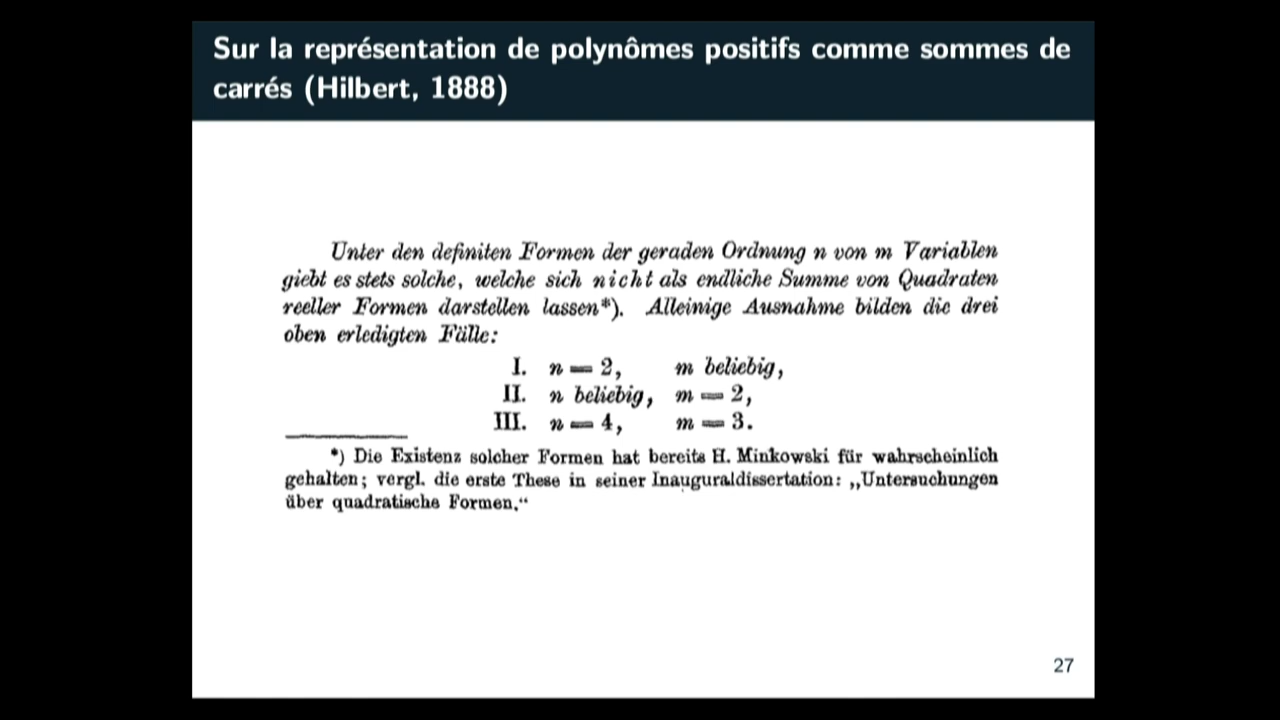 Sur la représentation de polynômes positifs comme sommes de
carrés (Hilbert, 1888)
Unter den definiten Formen der geraden Ordnung n von m Variablen
giebt es stets solche, welche sich nicht als endliche Summe von Quadraten
reeller Formen darstellen lassen*). Alleinige Ausnahme bilden die drei
oben erledigten Fälle:
I. n = 2, m beliebig,
II. n beliebig, m = 2,
III. n = 4, m = 3.
*) Die Existenz solcher Formen hat bereits H. Minkowski für wahrscheinlich
gehalten; vergl. die erste These in seiner Inauguraldissertation: „Untersuchungen
über quadratische Formen.“
27